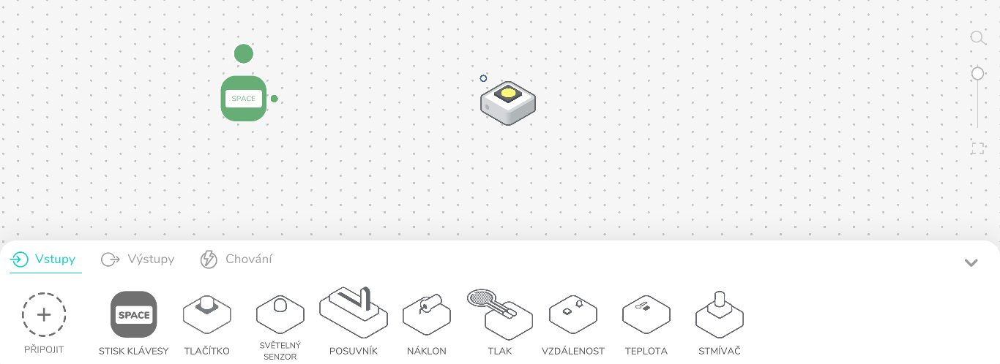 SPACE
Vstupy
Výstupy
Chování
SPACE
PŘIPOJIT
STISK KLÁVESY
TLAČÍTKO
SVĚTELNÝ
SENZOR
POSUVNÍK
NÁKLON
TLAK
VZDÁLENOST
TEPLOTA
STMÍVAČ